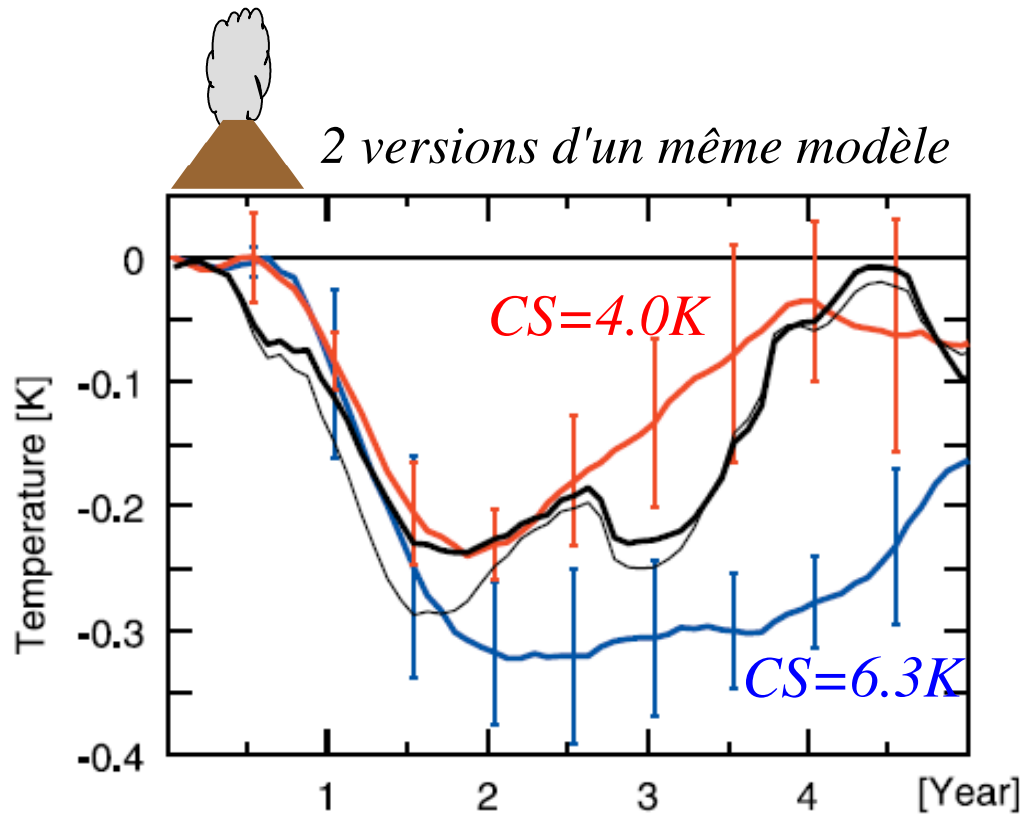 2 versions d'un même modèle
0
-0.1
-0.2
-0.3
-0.4
Temperature [K]
CS=4.0K
CS=6.3K
1
2
3
4
[Year]